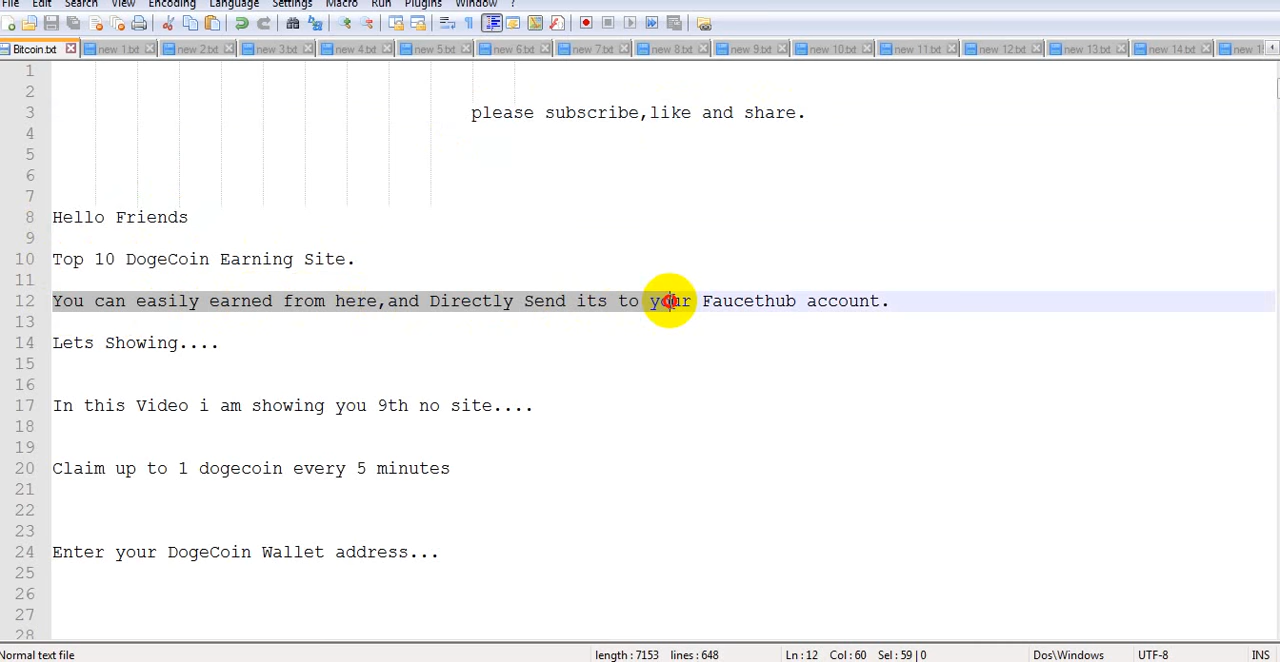 File Edit Search View Encoding Language Settings Macro Run Plugins Window ?
Bitcoin.txt new 1.txt new 2.txt new 3.txt new 4.txt new 5.txt new 6.txt new 7.txt new 8.txt new 9.txt new 10.txt new 11.txt new 12.txt new 13.txt new 14.txt new 1
1
2
3 please subscribe,like and share.
4
5
6
7
8 Hello Friends
9
10 Top 10 DogeCoin Earning Site.
11
12 You can easily earned from here,and Directly Send its to your Faucethub account.
13
14 Lets Showing....
15
16
17 In this Video i am showing you 9th no site....
18
19
20 Claim up to 1 dogecoin every 5 minutes
21
22
23
24 Enter your DogeCoin Wallet address...
25
26
27
28
Normal text file length : 7153 lines : 648 Ln : 12 Col : 60 Sel : 59 | 0 Dos\Windows UTF-8 INS